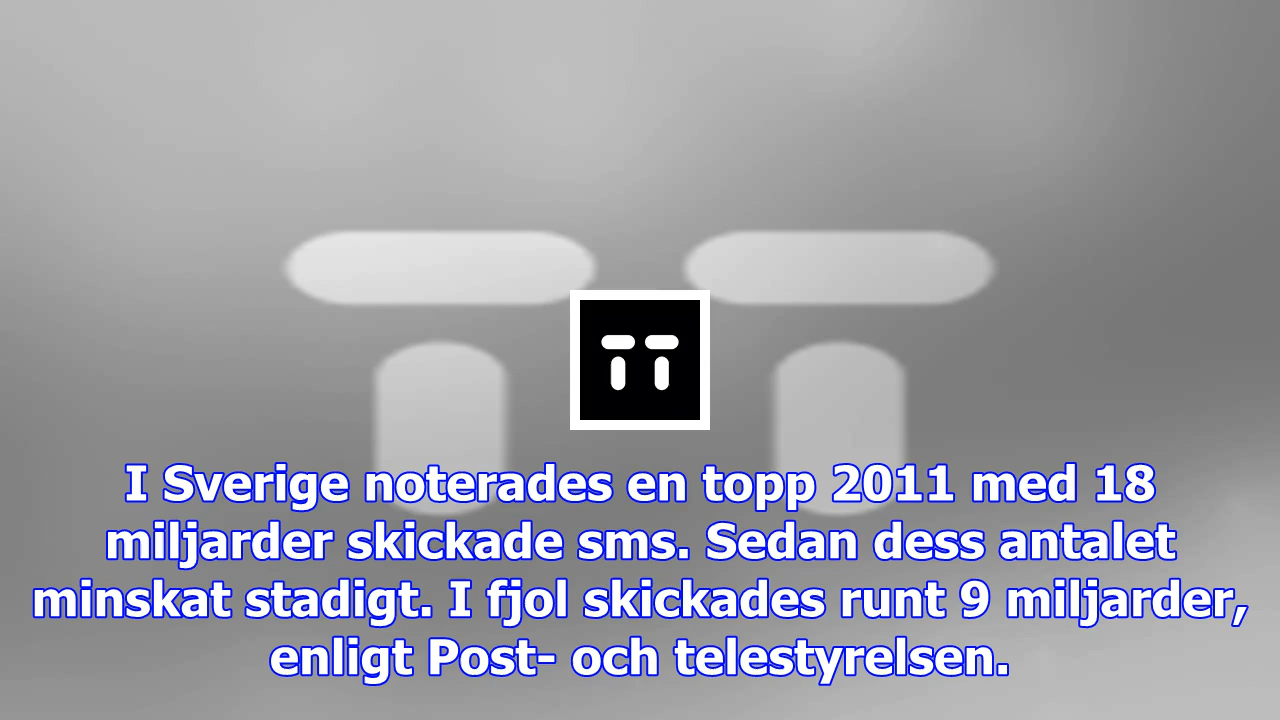 I Sverige noterades en topp 2011 med 18
miljarder skickade sms. Sedan dess antalet
minskat stadigt. I fjol skickades runt 9 miljarder,
enligt Post- och telestyrelsen.